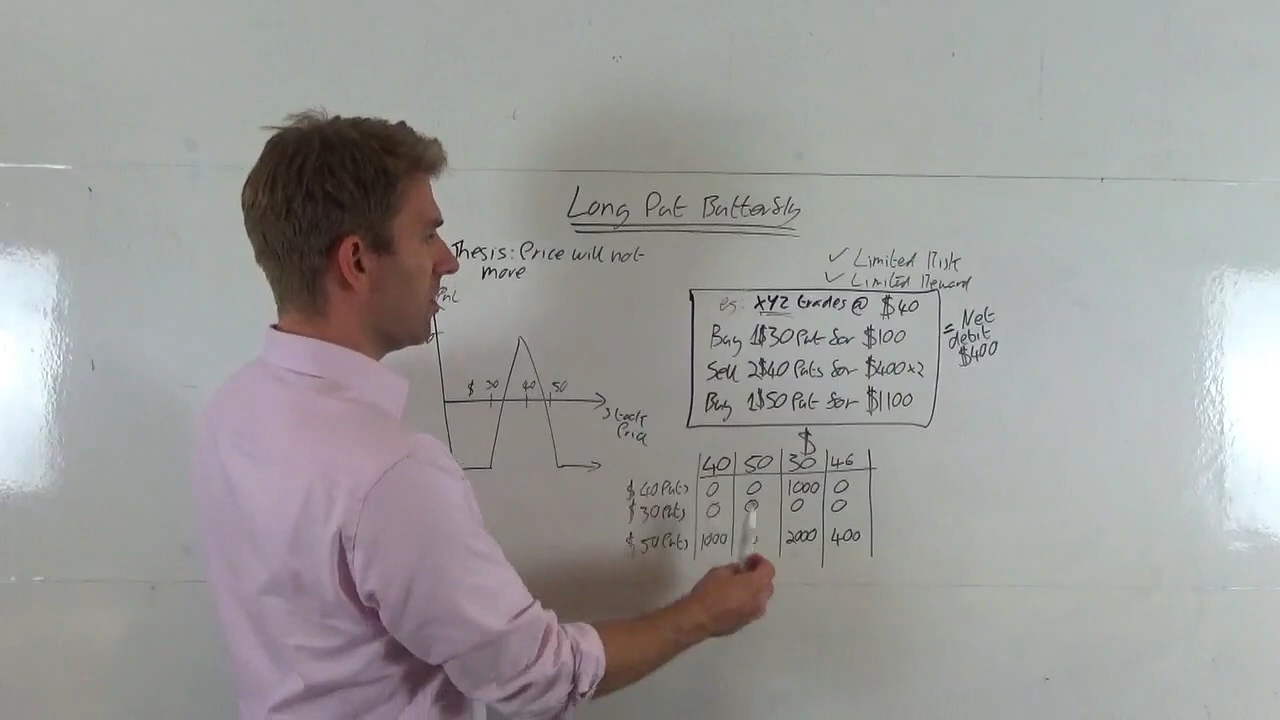 Long Put Butterfly
Thesis: Price will not
move
P&L
$ 30 40 50
Stock
Price
✓ Limited Risk
✓ Limited Reward
eg: XYZ trades @ $40
Buy 1 $30 Put for $100
Sell 2 $40 Puts for $400 x 2
Buy 1 $50 Put for $1100
= Net
debit
$400
$
40 50 30 46
$40 Puts 0 0 1000 0
$30 Puts 0 0 0 0
$50 Puts 1000 2000 400